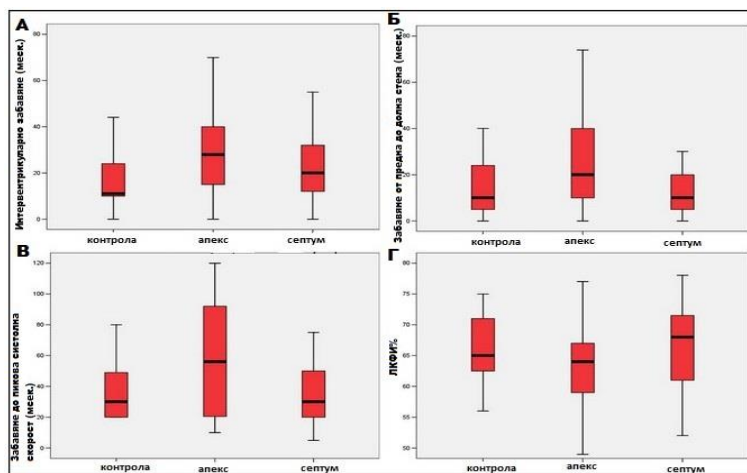 А
Интервентрикуларно забавяне (меск.)
80
60
40
20
0
контрола апекс септум
Б
Забавяне от предна до долна стена (меск.)
80
60
40
20
0
контрола апекс септум
В
Забавяне до пикова систолна
скорост (мсек.)
120
100
80
60
40
20
0
контрола апекс септум
Г
ЛКФИ%
80
75
70
65
60
55
50
контрола апекс септум